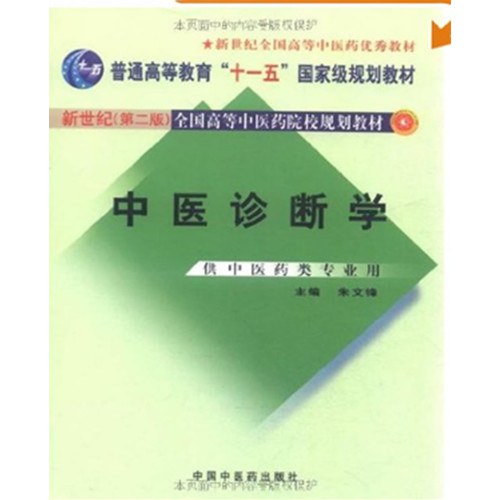 本页面中的内容受版权保护
★新世纪全国高等中医药优秀教材
十一五 普通高等教育“十一五”国家级规划教材
新世纪(第二版)全国高等中医药院校规划教材
中医诊断学
供中医药类专业用
主编 朱文锋
中国中医药出版社
本页面中的内容受版权保护